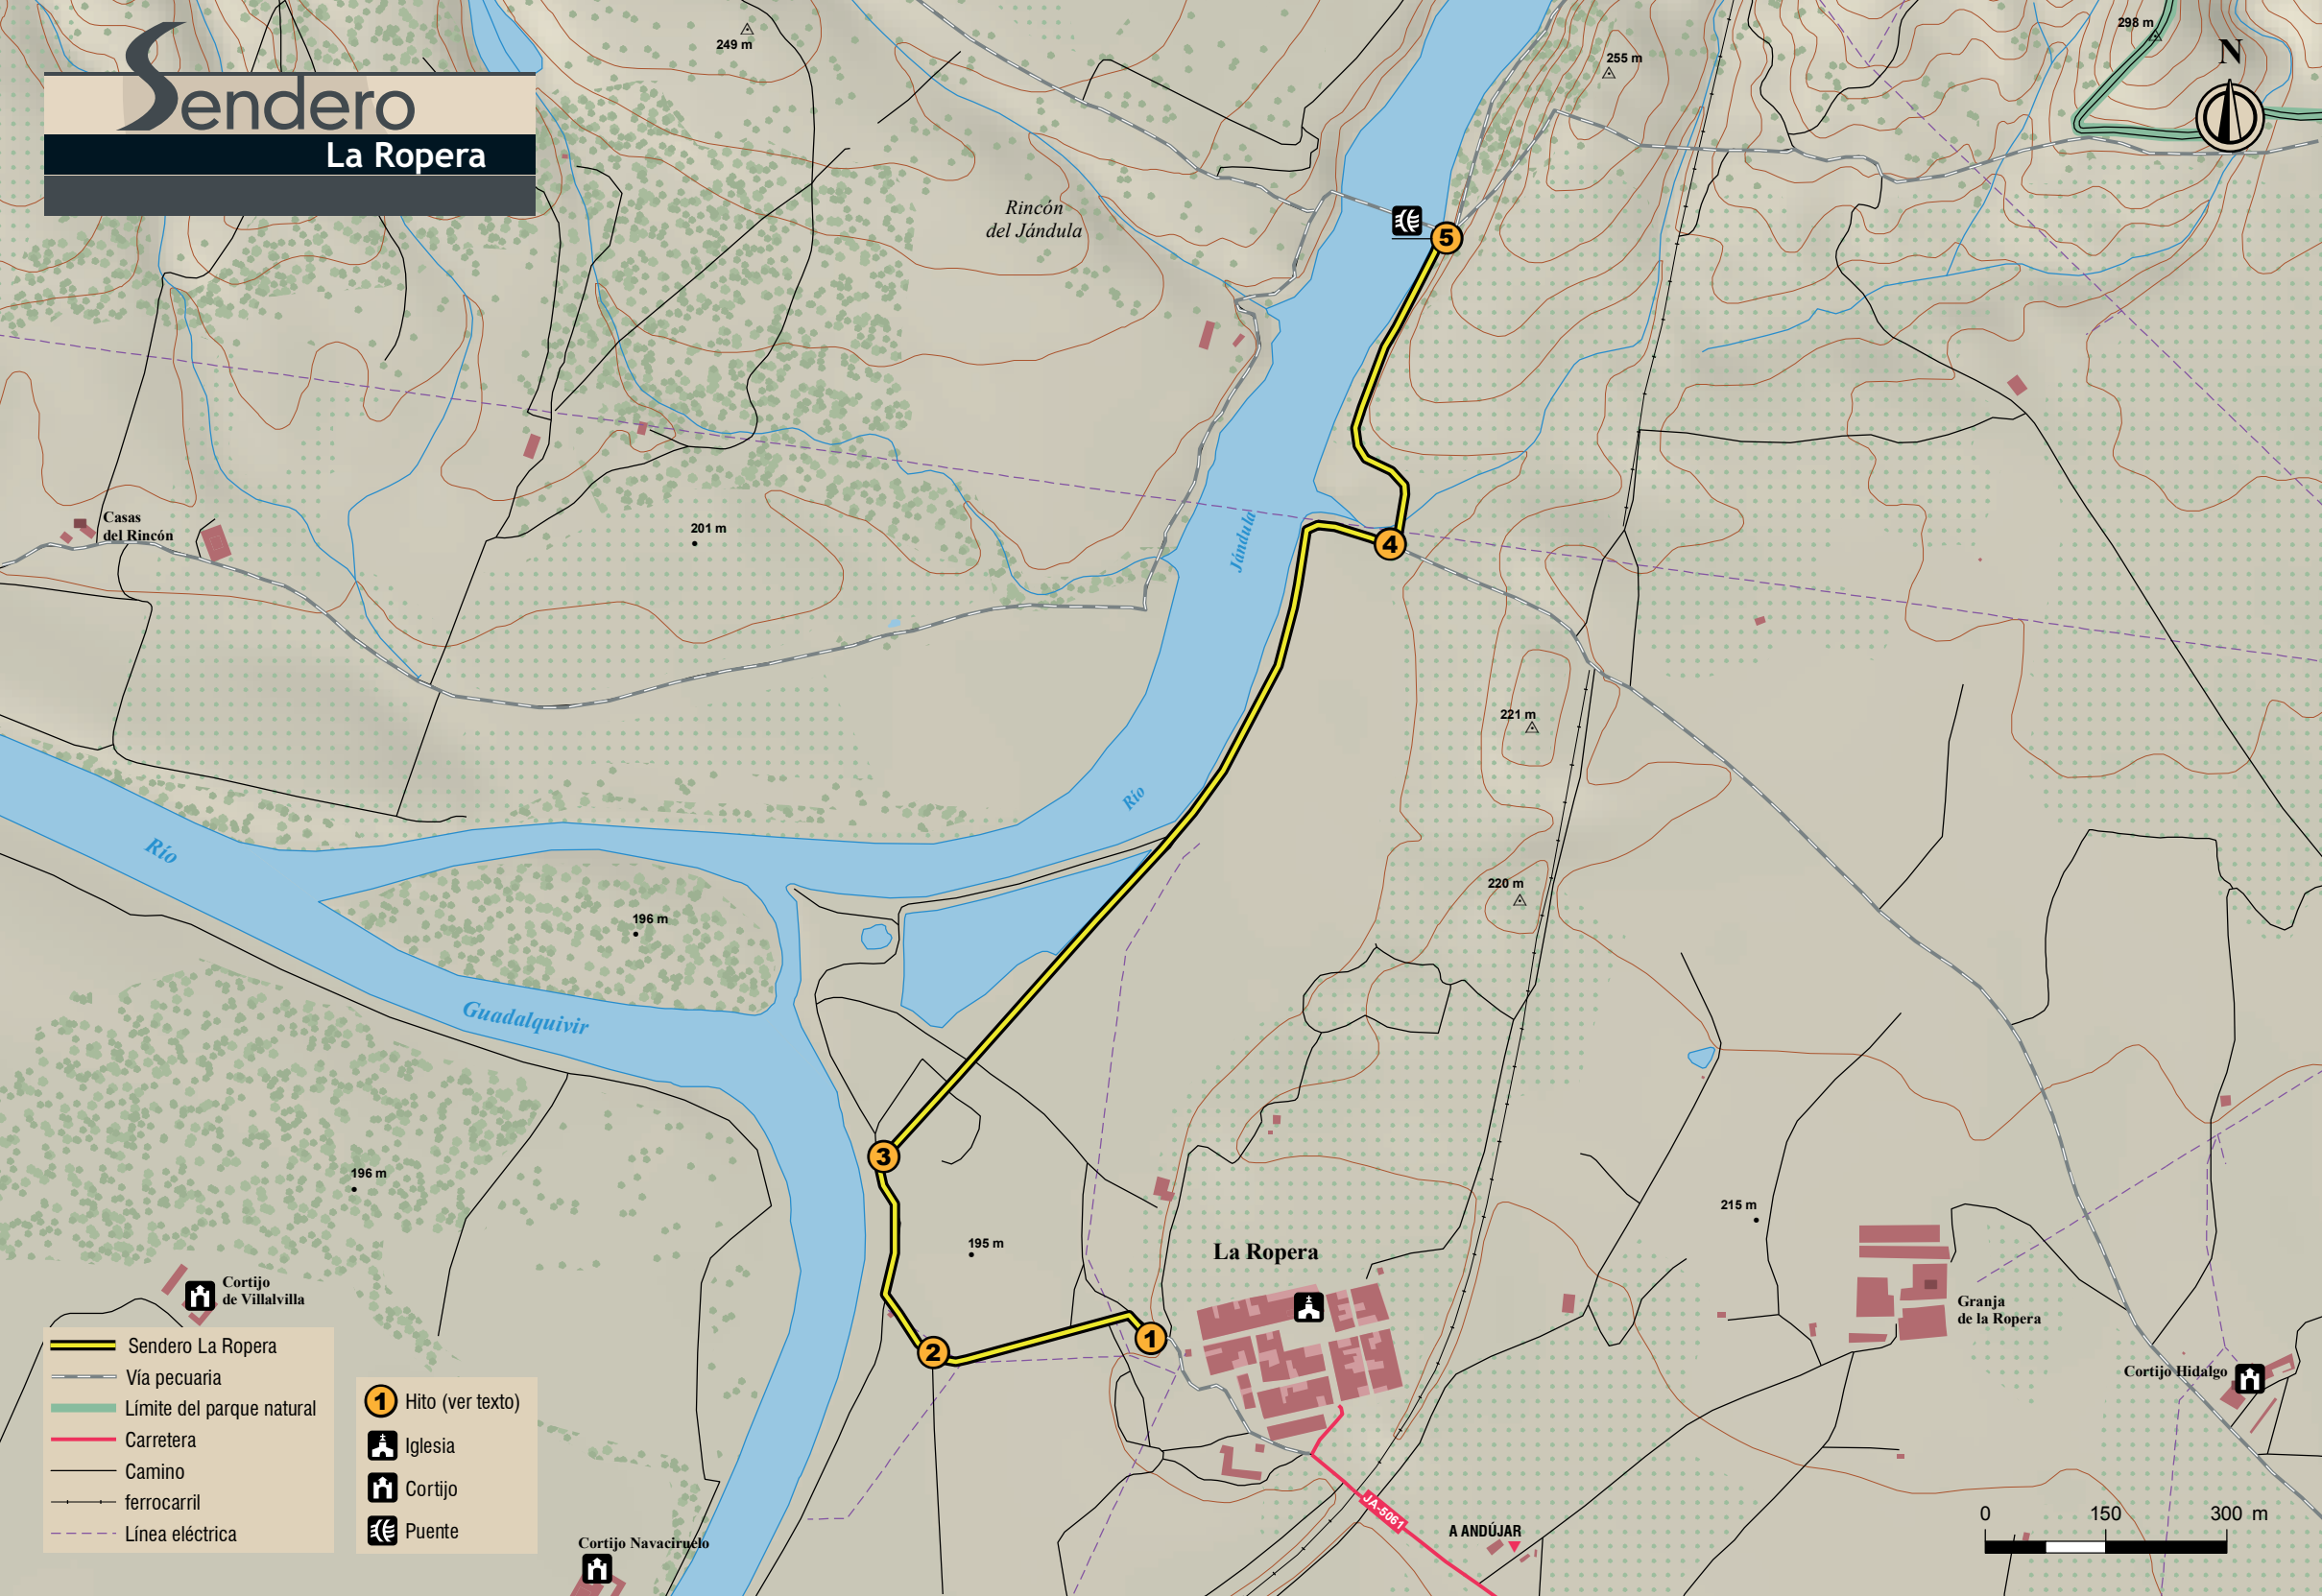 Sendero
La Ropera
249 m
255 m
298 m
N
Rincón
del Jándula
5
Casas
del Rincón
201 m
Jándula
4
221 m
Río
Río
220 m
196 m
Guadalquivir
3
196 m
215 m
195 m
La Ropera
Cortijo
de Villalvilla
Granja
de la Ropera
1
2
Cortijo Hidalgo
Sendero La Ropera
Vía pecuaria
Límite del parque natural
Carretera
Camino
ferrocarril
Línea eléctrica
1 Hito (ver texto)
Iglesia
Cortijo
Puente
JA-5061
A ANDÚJAR
Cortijo Navaciruelo
0 150 300 m